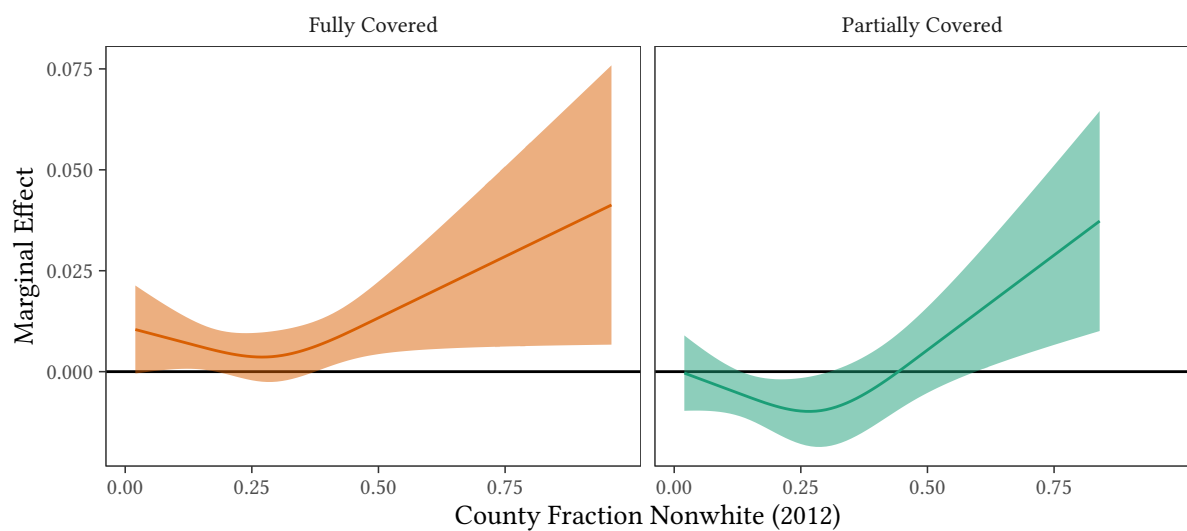 Fully Covered
Partially Covered
Marginal Effect
0.075
0.050
0.025
0.000
0.00 0.25 0.50 0.75
0.00 0.25 0.50 0.75
County Fraction Nonwhite (2012)